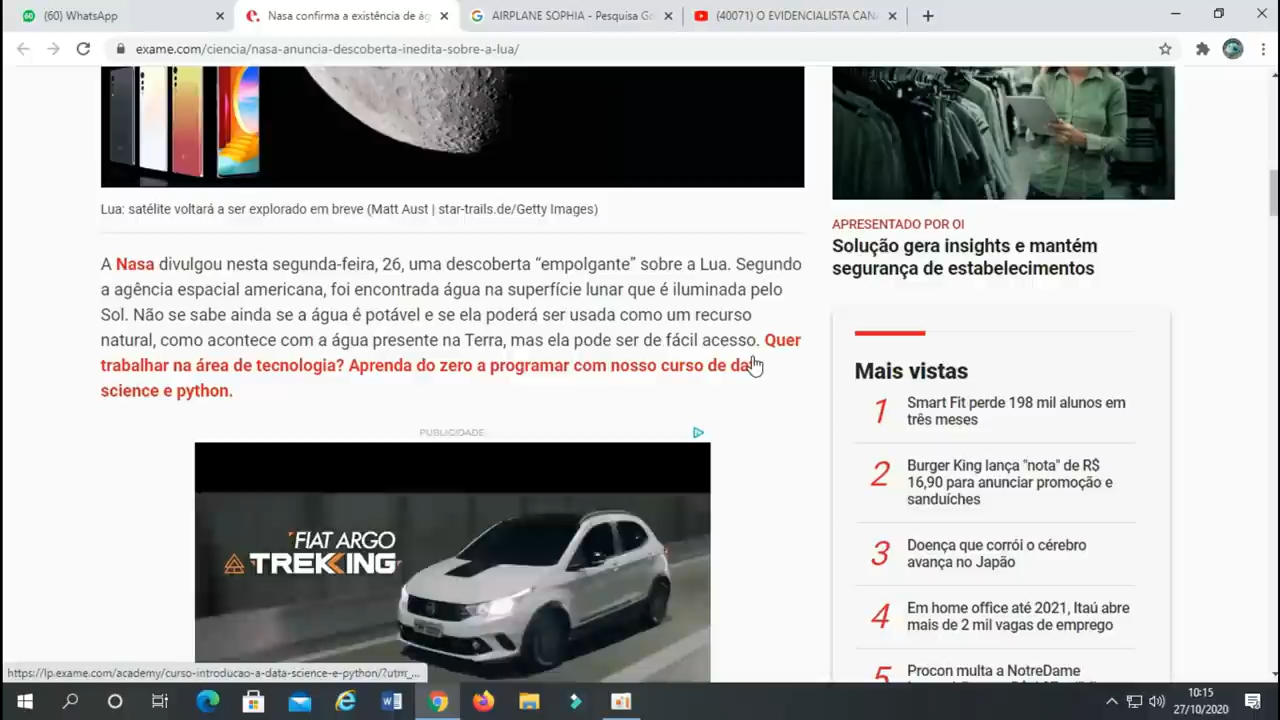 (60) WhatsApp
Nasa confirma a existência de ág
AIRPLANE SOPHIA - Pesquisa Go
(40071) O EVIDENCIALISTA CANA
exame.com/ciencia/nasa-anuncia-descoberta-inedita-sobre-a-lua/
Lua: satélite voltará a ser explorado em breve (Matt Aust | star-trails.de/Getty Images)
A Nasa divulgou nesta segunda-feira, 26, uma descoberta “empolgante” sobre a Lua. Segundo
a agência espacial americana, foi encontrada água na superfície lunar que é iluminada pelo
Sol. Não se sabe ainda se a água é potável e se ela poderá ser usada como um recurso
natural, como acontece com a água presente na Terra, mas ela pode ser de fácil acesso. Quer
trabalhar na área de tecnologia? Aprenda do zero a programar com nosso curso de da
science e python.
PUBLICIDADE
FIAT ARGO
TREKKING
APRESENTADO POR OI
Solução gera insights e mantém
segurança de estabelecimentos
Mais vistas
1 Smart Fit perde 198 mil alunos em
três meses
2 Burger King lança "nota" de R$
16,90 para anunciar promoção e
sanduíches
3 Doença que corrói o cérebro
avança no Japão
4 Em home office até 2021, Itaú abre
mais de 2 mil vagas de emprego
5 Procon multa a NotreDame
https://lp.exame.com/academy/curso-introducao-a-data-science-e-python/?utm_...
10:15
27/10/2020